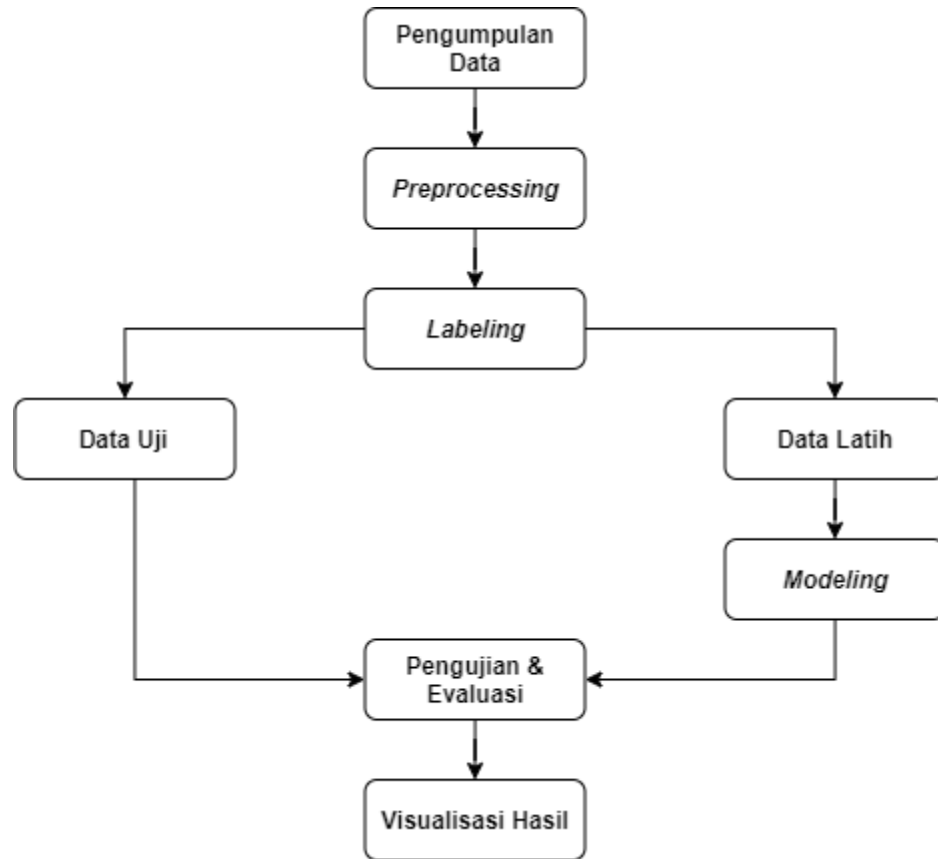 Pengumpulan
Data
Preprocessing
Labeling
Data Uji
Data Latih
Modeling
Pengujian &
Evaluasi
Visualisasi Hasil